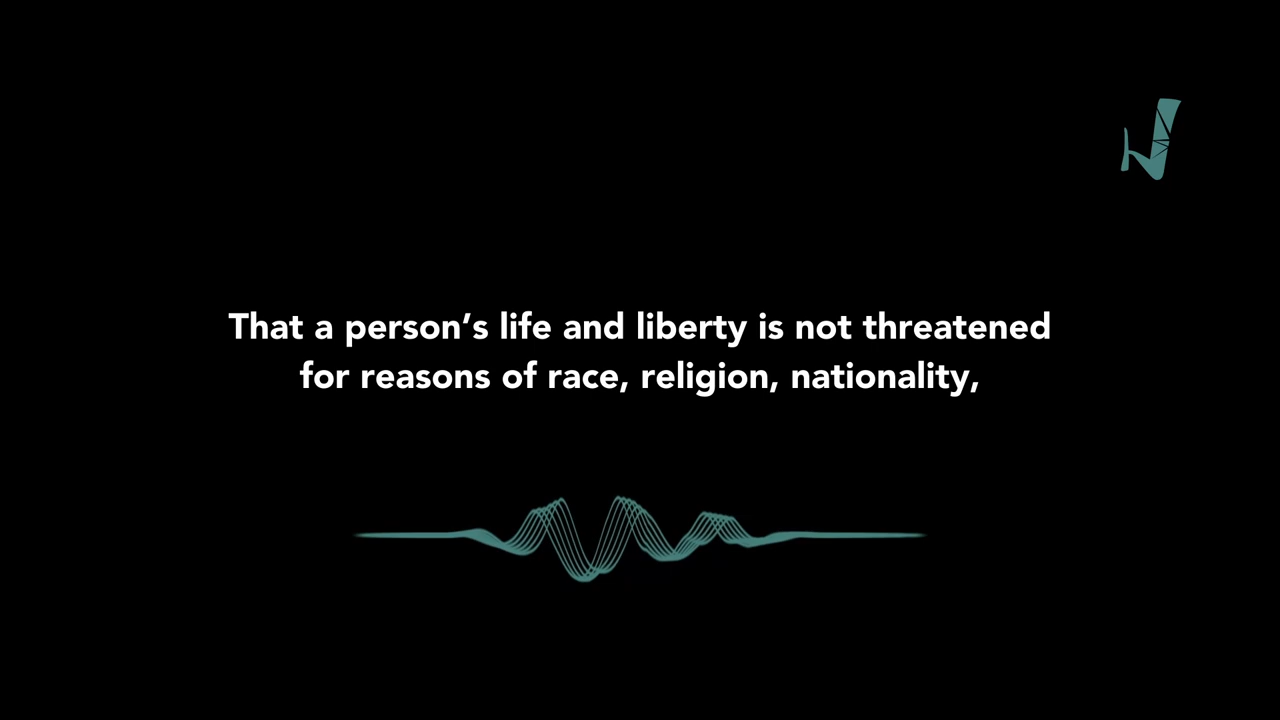 That a person’s life and liberty is not threatened
for reasons of race, religion, nationality,